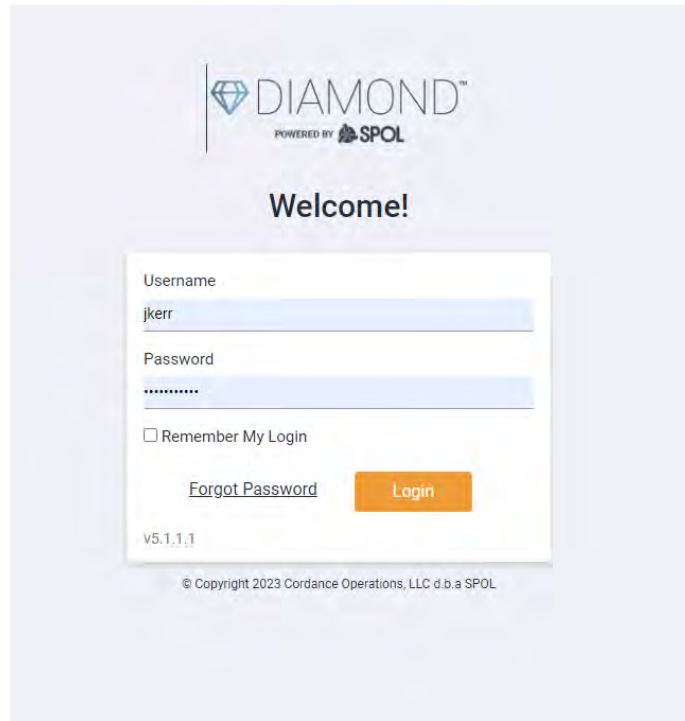 DIAMOND™
POWERED BY SPOL
Welcome!
Username
jkerr
Password
•••••••••••
Remember My Login
Forgot Password
Login
v5.1.1.1
© Copyright 2023 Cordance Operations, LLC d.b.a SPOL